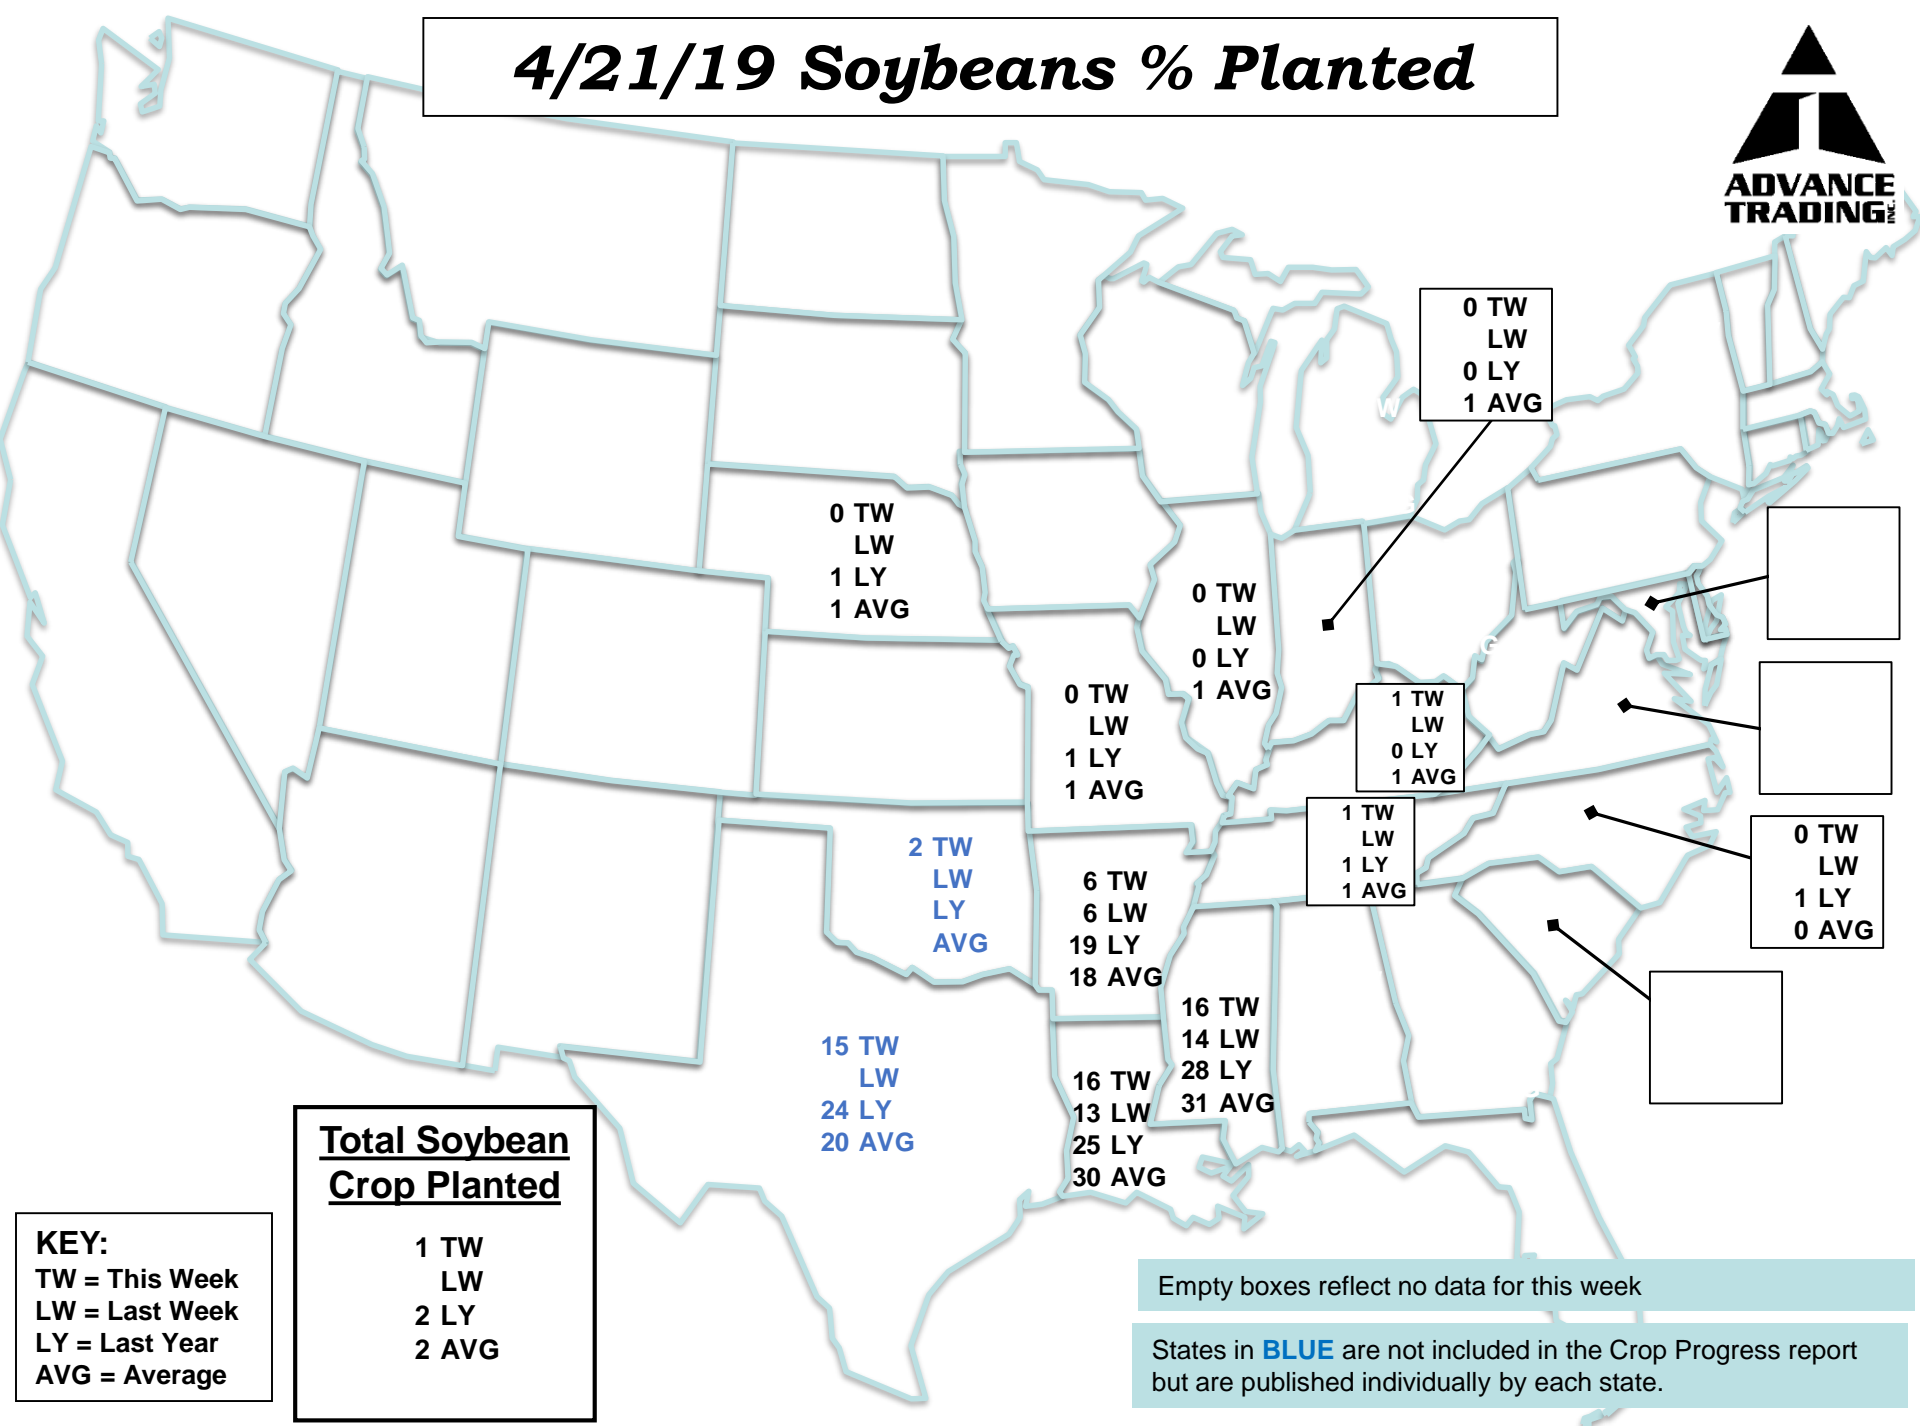 4/21/19 Soybeans % Planted
ADVANCE
TRADING INC.
0 TW
LW
0 LY
1 AVG
W
0 TW
LW
1 LY
1 AVG
0 TW
LW
0 LY
1 AVG
G
0 TW
LW
1 LY
1 AVG
1 TW
LW
0 LY
1 AVG
1 TW
LW
1 LY
1 AVG
0 TW
LW
1 LY
0 AVG
2 TW
LW
LY
AVG
6 TW
6 LW
19 LY
18 AVG
16 TW
14 LW
28 LY
31 AVG
15 TW
LW
24 LY
20 AVG
16 TW
13 LW
25 LY
30 AVG
Total Soybean
Crop Planted
1 TW
LW
2 LY
2 AVG
KEY:
TW = This Week
LW = Last Week
LY = Last Year
AVG = Average
Empty boxes reflect no data for this week
States in BLUE are not included in the Crop Progress report
but are published individually by each state.